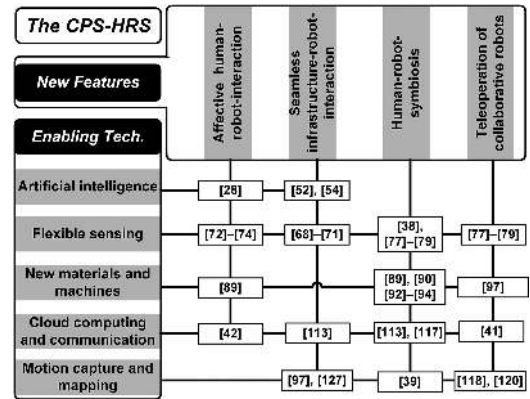 The CPS-HRS
New Features
Affective human-
robot-interaction
Seamless
infrastructure-robot-
interaction
Human-robot-
symbiosis
Teleoperation of
collaborative robots
Enabling Tech.
Artificial intelligence
[28]
[52], [54]
Flexible sensing
[72]–[74]
[68]–[71]
[38],
[77]–[79]
[77]–[79]
New materials and
machines
[89]
[89], [90]
[92]–[94]
[97]
Cloud computing
and communication
[42]
[113]
[113], [117]
[41]
Motion capture and
mapping
[97], [127]
[39]
[118], [120]